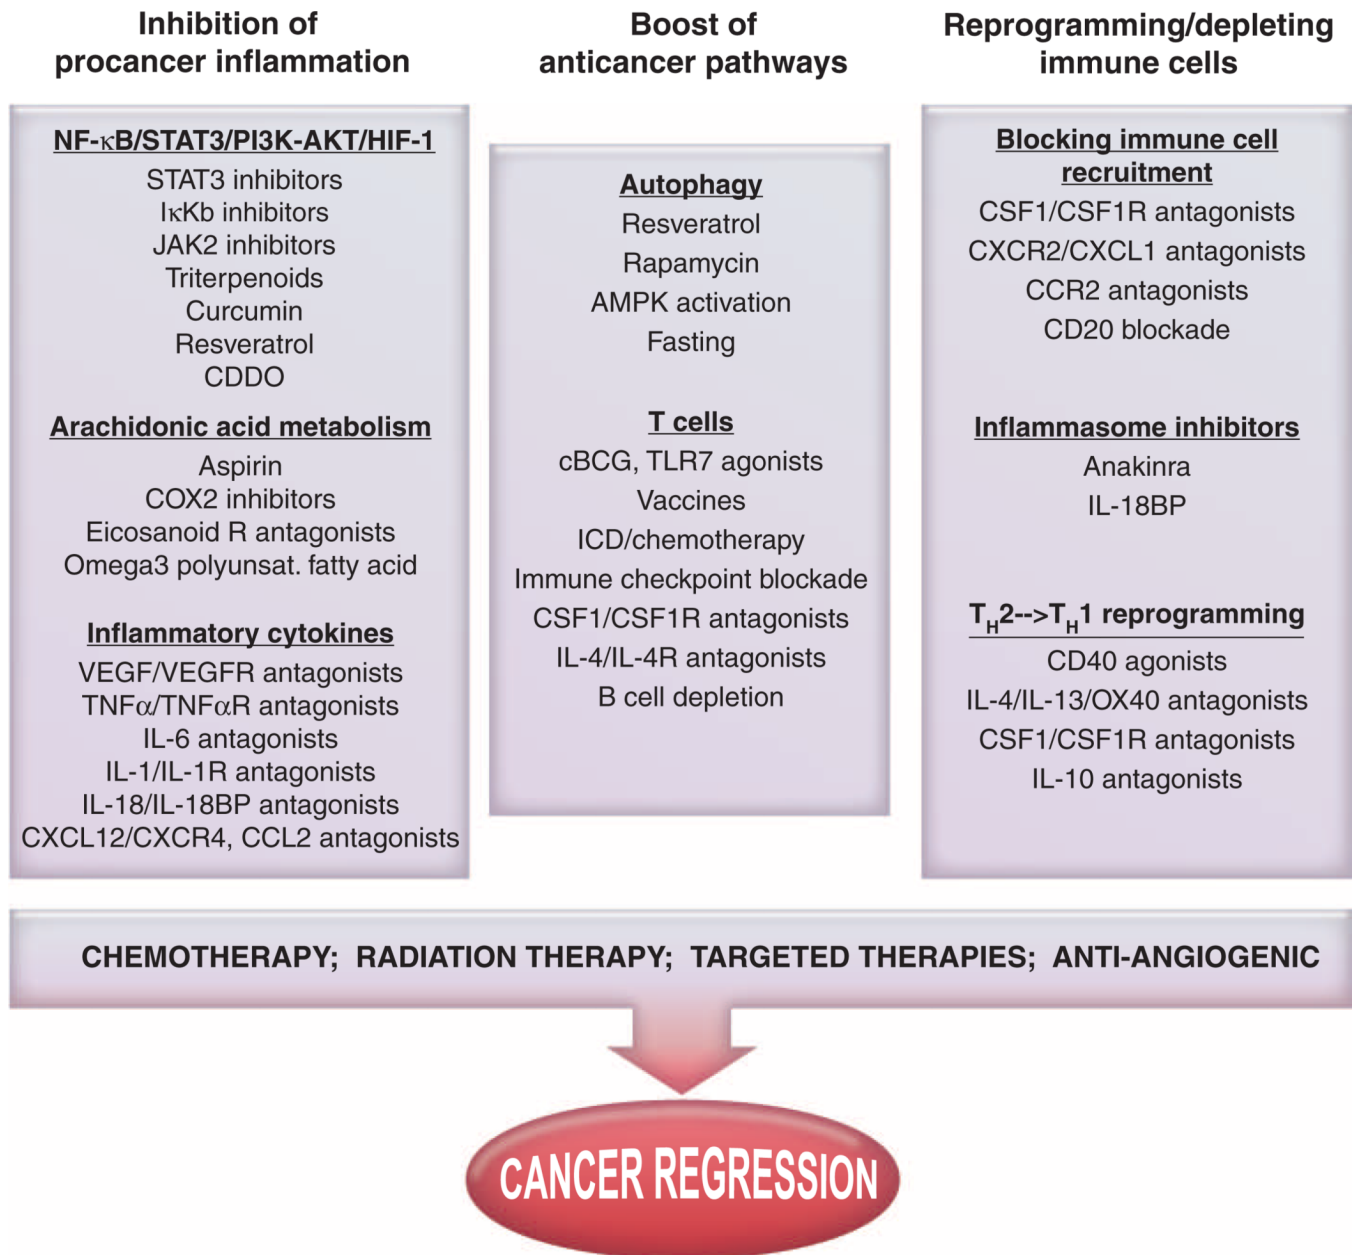 Inhibition of
procancer inflammation
NF-κB/STAT3/PI3K-AKT/HIF-1
STAT3 inhibitors
IκKb inhibitors
JAK2 inhibitors
Triterpenoids
Curcumin
Resveratrol
CDDO
Arachidonic acid metabolism
Aspirin
COX2 inhibitors
Eicosanoid R antagonists
Omega3 polyunsat. fatty acid
Inflammatory cytokines
VEGF/VEGFR antagonists
TNFα/TNFαR antagonists
IL-6 antagonists
IL-1/IL-1R antagonists
IL-18/IL-18BP antagonists
CXCL12/CXCR4, CCL2 antagonists
Boost of
anticancer pathways
Autophagy
Resveratrol
Rapamycin
AMPK activation
Fasting
T cells
cBCG, TLR7 agonists
Vaccines
ICD/chemotherapy
Immune checkpoint blockade
CSF1/CSF1R antagonists
IL-4/IL-4R antagonists
B cell depletion
Reprogramming/depleting
immune cells
Blocking immune cell
recruitment
CSF1/CSF1R antagonists
CXCR2/CXCL1 antagonists
CCR2 antagonists
CD20 blockade
Inflammasome inhibitors
Anakinra
IL-18BP
TH2-->TH1 reprogramming
CD40 agonists
IL-4/IL-13/OX40 antagonists
CSF1/CSF1R antagonists
IL-10 antagonists
CHEMOTHERAPY; RADIATION THERAPY; TARGETED THERAPIES; ANTI-ANGIOGENIC
CANCER REGRESSION